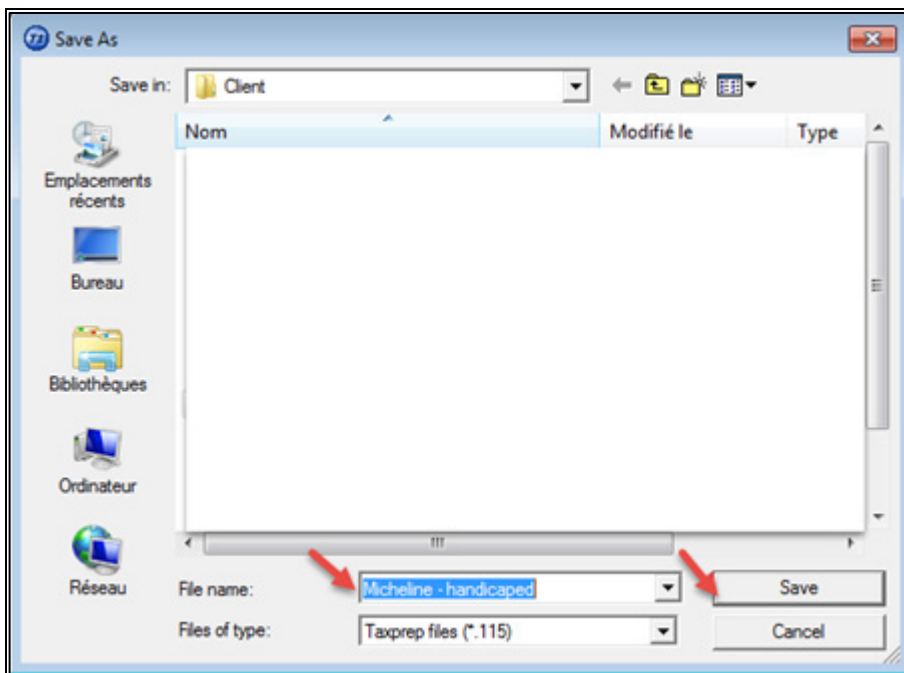 Save As
Save in:
Client
Nom
Modifié le
Type
Emplacements
récents
Bureau
Bibliothèques
Ordinateur
Réseau
File name:
Micheline - handicaped
Save
Files of type:
Taxprep files (*.115)
Cancel